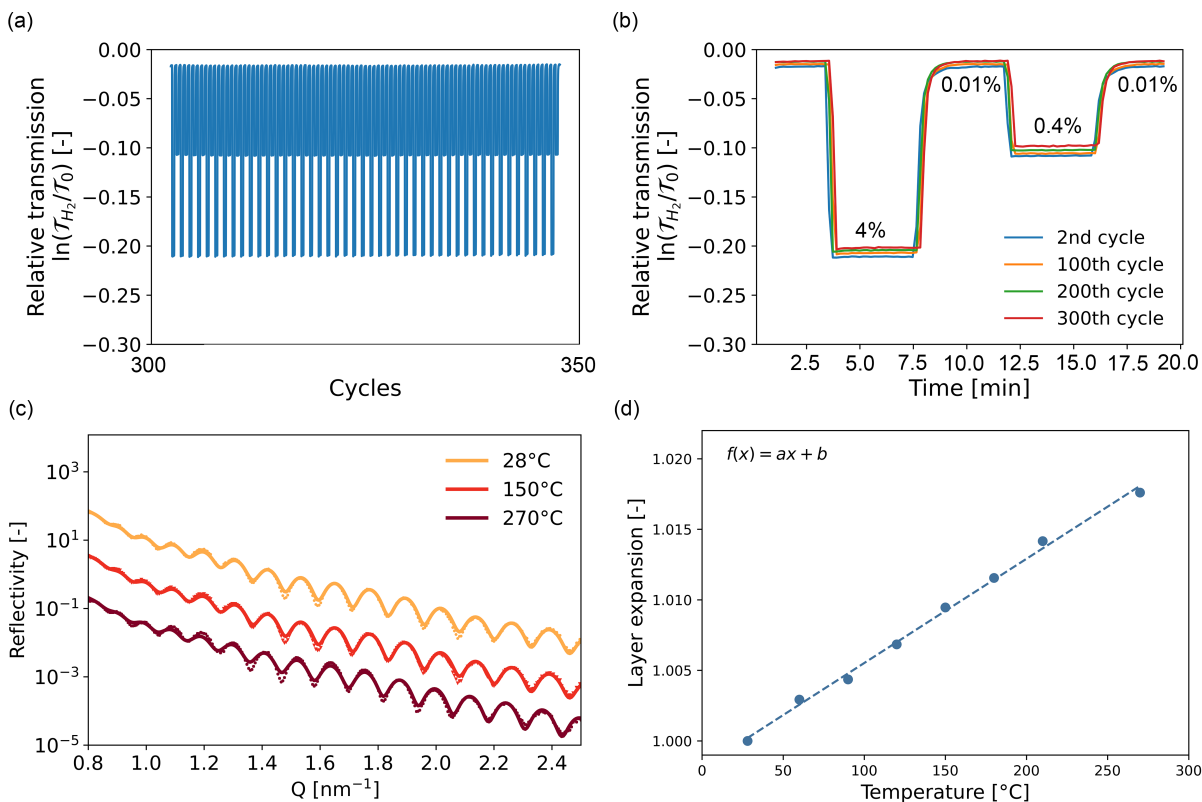 (a)
0.00
−0.05
−0.10
−0.15
−0.20
−0.25
−0.30
Relative transmission
ln(𝒯H₂/𝒯₀) [-]
300
350
Cycles
(b)
0.00
−0.05
−0.10
−0.15
−0.20
−0.25
−0.30
Relative transmission
ln(𝒯H₂/𝒯₀) [-]
0.01%
0.01%
0.4%
4%
2nd cycle
100th cycle
200th cycle
300th cycle
2.5 5.0 7.5 10.0 12.5 15.0 17.5 20.0
Time [min]
(c)
10³
10¹
10⁻¹
10⁻³
10⁻⁵
Reflectivity [-]
28°C
150°C
270°C
0.8 1.0 1.2 1.4 1.6 1.8 2.0 2.2 2.4
Q [nm⁻¹]
(d)
f(x) = ax + b
1.020
1.015
1.010
1.005
1.000
Layer expansion [-]
0 50 100 150 200 250 300
Temperature [°C]